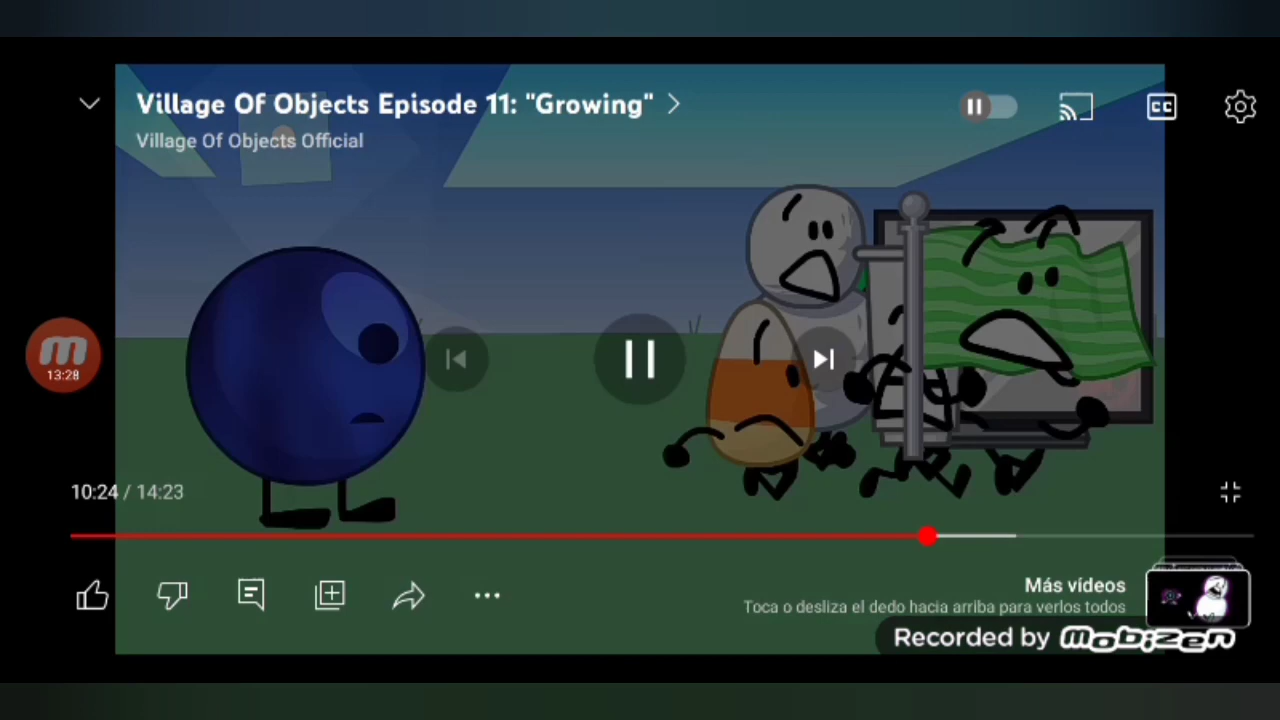 Village Of Objects Episode 11: "Growing"
Village Of Objects Official
CC
m
13:28
10:24 / 14:23
Más vídeos
Toca o desliza el dedo hacia arriba para verlos todos
Recorded by mobizen